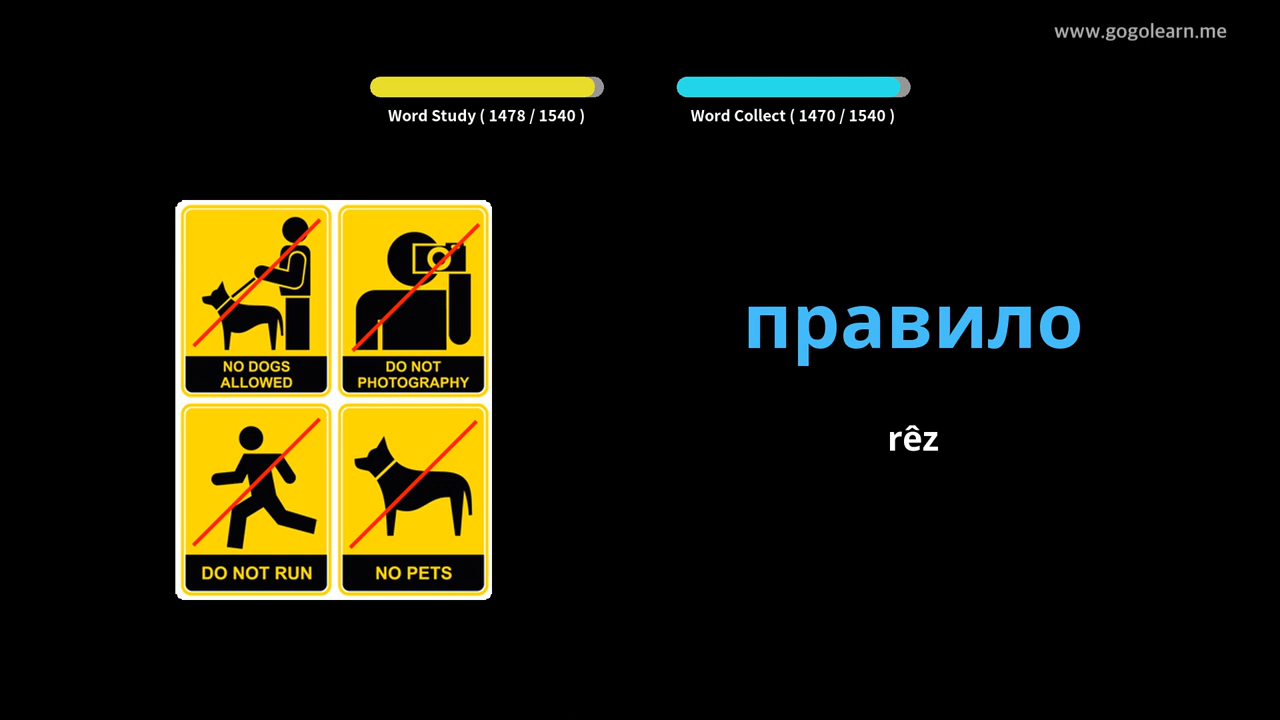 www.gogolearn.me
Word Study ( 1478 / 1540 )
Word Collect ( 1470 / 1540 )
NO DOGS
ALLOWED
DO NOT
PHOTOGRAPHY
DO NOT RUN
NO PETS
правило
rêz